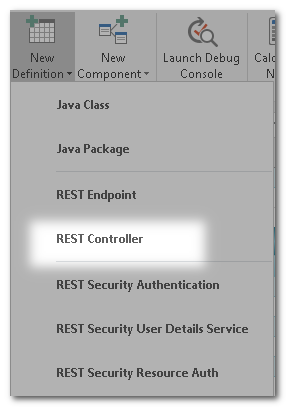 New
Definition
New
Component
Launch Debug
Console
Calc
N
Java Class
Java Package
REST Endpoint
REST Controller
REST Security Authentication
REST Security User Details Service
REST Security Resource Auth